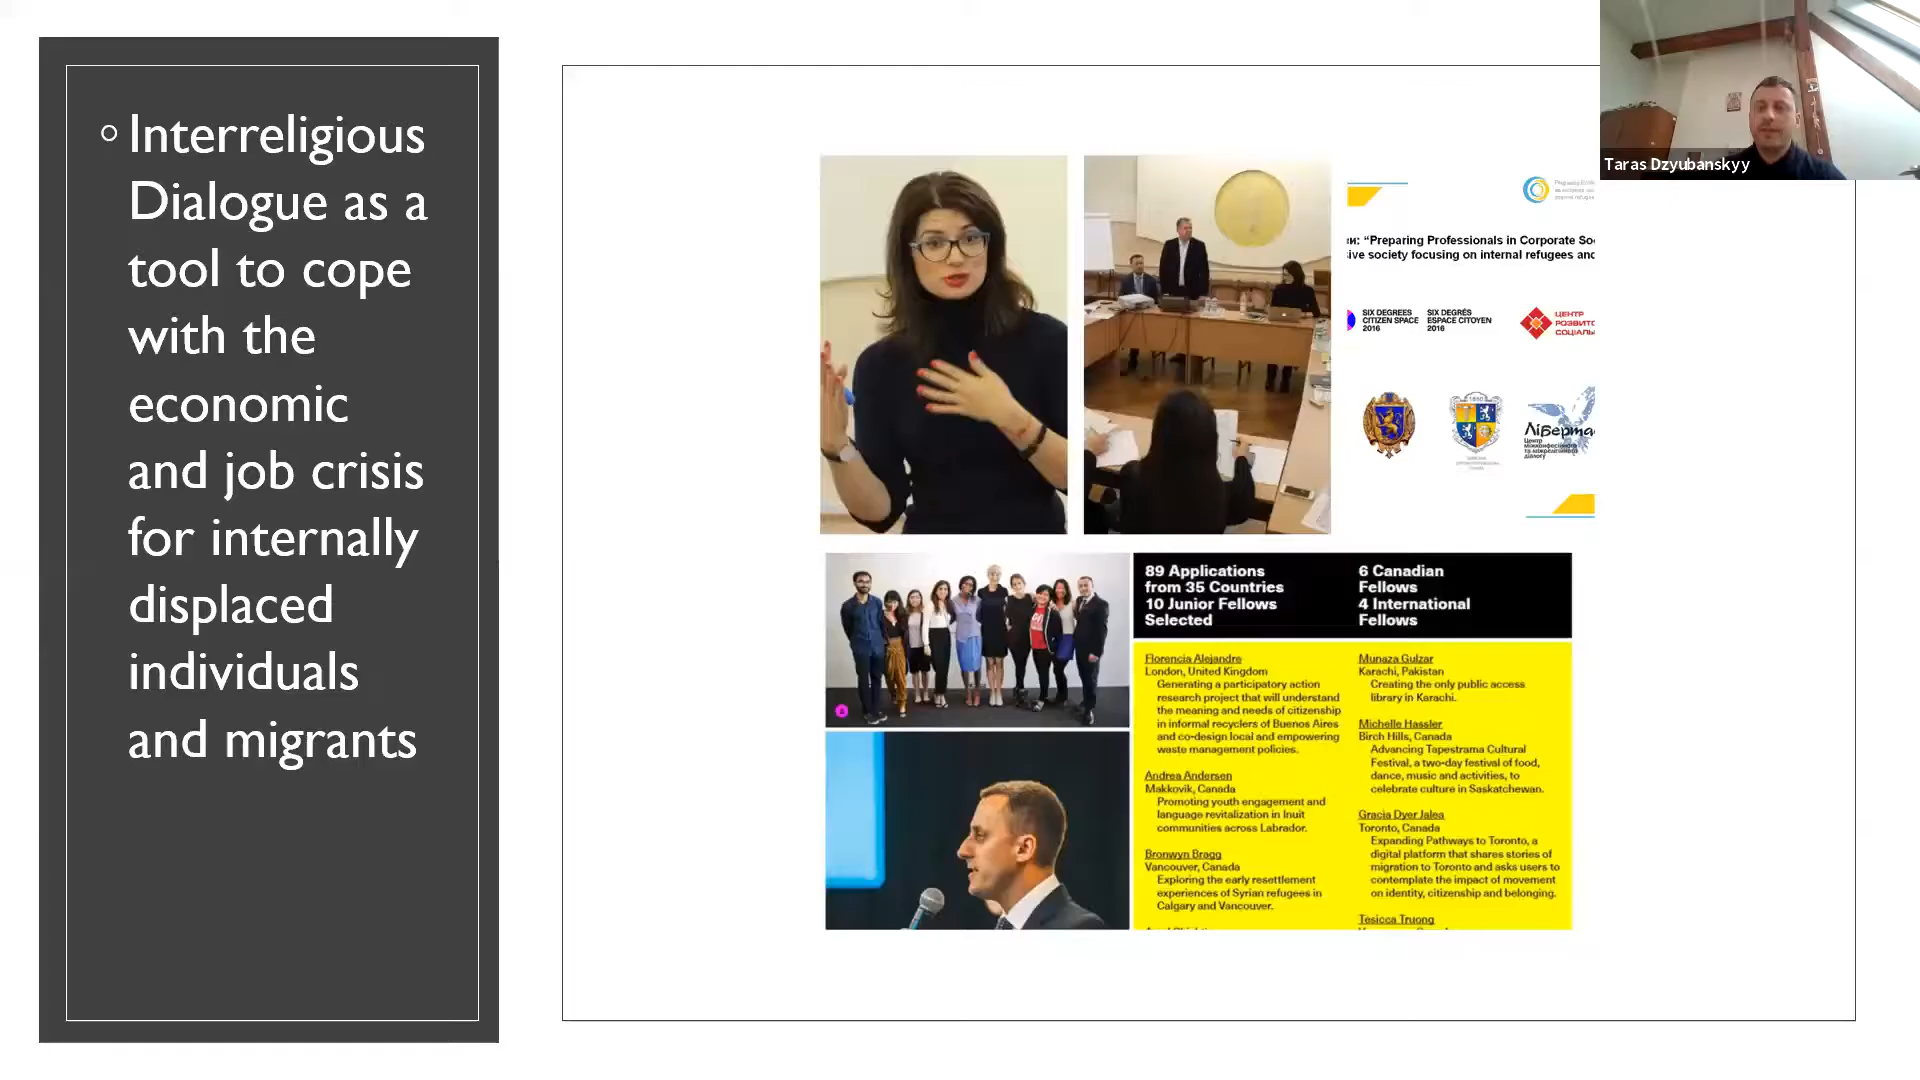 Interreligious
Dialogue as a
tool to cope
with the
economic
and job crisis
for internally
displaced
individuals
and migrants
Taras Dzyubanskyy
ми: “Preparing Professionals in Corporate So
ive society focusing on internal refugees and
SIX DEGREES
CITIZEN SPACE
2016
SIX DEGRÉS
ESPACE CITOYEN
2016
ЦЕНТР
РОЗВИТ
СОЦІАЛЬ
Лібертас
Центр
міжконфесійного
та міжрелігійного
діалогу
89 Applications
from 35 Countries
10 Junior Fellows
Selected
6 Canadian
Fellows
4 International
Fellows
Florencia Alejandre
London, United Kingdom
Generating a participatory action
research project that will understand
the meaning and needs of citizenship
in informal recyclers of Buenos Aires
and co-design local and empowering
waste management policies.
Andrea Andersen
Makkovik, Canada
Promoting youth engagement and
language revitalization in Inuit
communities across Labrador.
Bronwyn Bragg
Vancouver, Canada
Exploring the early resettlement
experiences of Syrian refugees in
Calgary and Vancouver.
Munaza Gulzar
Karachi, Pakistan
Creating the only public access
library in Karachi.
Michelle Hassler
Birch Hills, Canada
Advancing Tapestrama Cultural
Festival, a two-day festival of food,
dance, music and activities, to
celebrate culture in Saskatchewan.
Gracia Dyer Jalea
Toronto, Canada
Expanding Pathways to Toronto, a
digital platform that shares stories of
migration to Toronto and asks users to
contemplate the impact of movement
on identity, citizenship and belonging.
Tesicca Truong